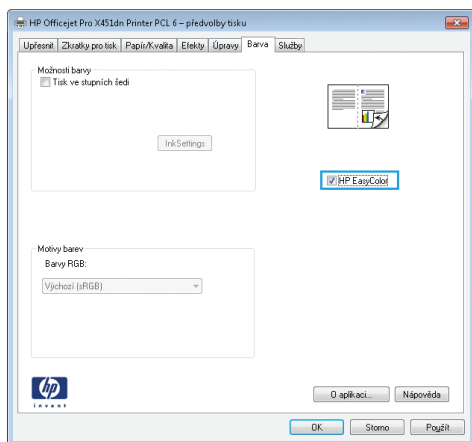 HP Officejet Pro X451dn Printer PCL 6 – předvolby tisku
Upřesnit Zkratky pro tisk Papír/Kvalita Efekty Úpravy Barva Služby
Možnosti barvy
Tisk ve stupních šedi
InkSettings
HP EasyColor
Motivy barev
Barvy RGB:
Výchozí (sRGB)
hp
invent
O aplikaci... Nápověda
OK Storno Použít